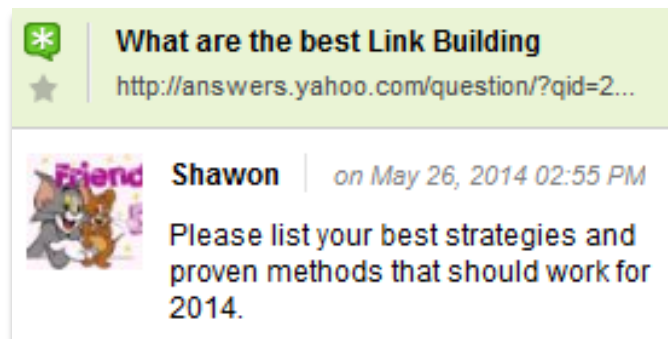 What are the best Link Building
http://answers.yahoo.com/question/?qid=2...
Friend
Shawon
on May 26, 2014 02:55 PM
Please list your best strategies and
proven methods that should work for
2014.